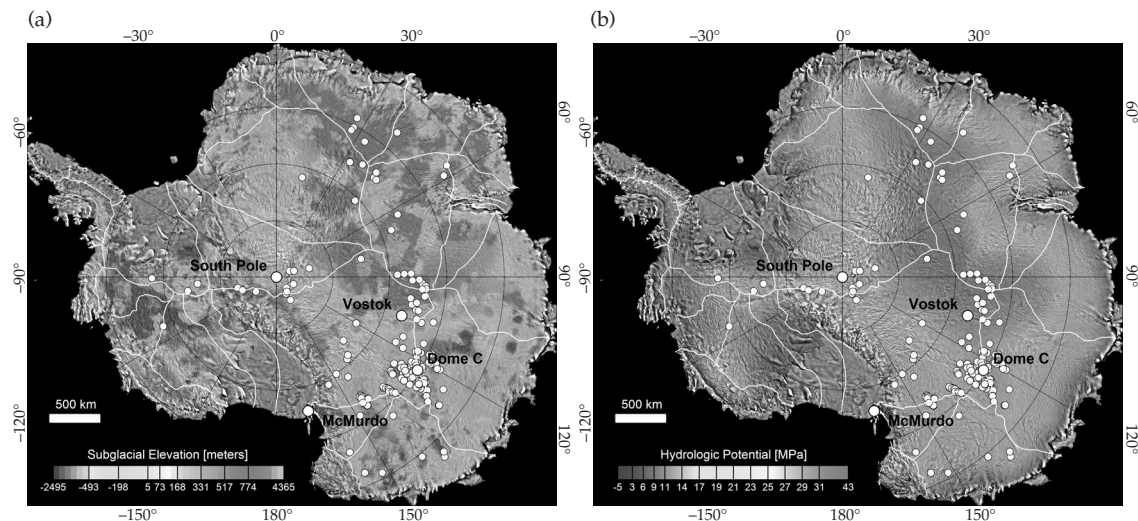 (a)
−30°
0°
30°
60°
90°
120°
150°
180°
−150°
−120°
−90°
−60°
South Pole
Vostok
Dome C
McMurdo
500 km
Subglacial Elevation [meters]
-2495 -493 -198 5 73 168 331 517 774 4365
(b)
−30°
0°
30°
60°
90°
120°
150°
180°
−150°
−120°
−90°
−60°
South Pole
Vostok
Dome C
McMurdo
500 km
Hydrologic Potential [MPa]
-5 3 6 9 11 14 17 19 21 23 25 27 29 31 43